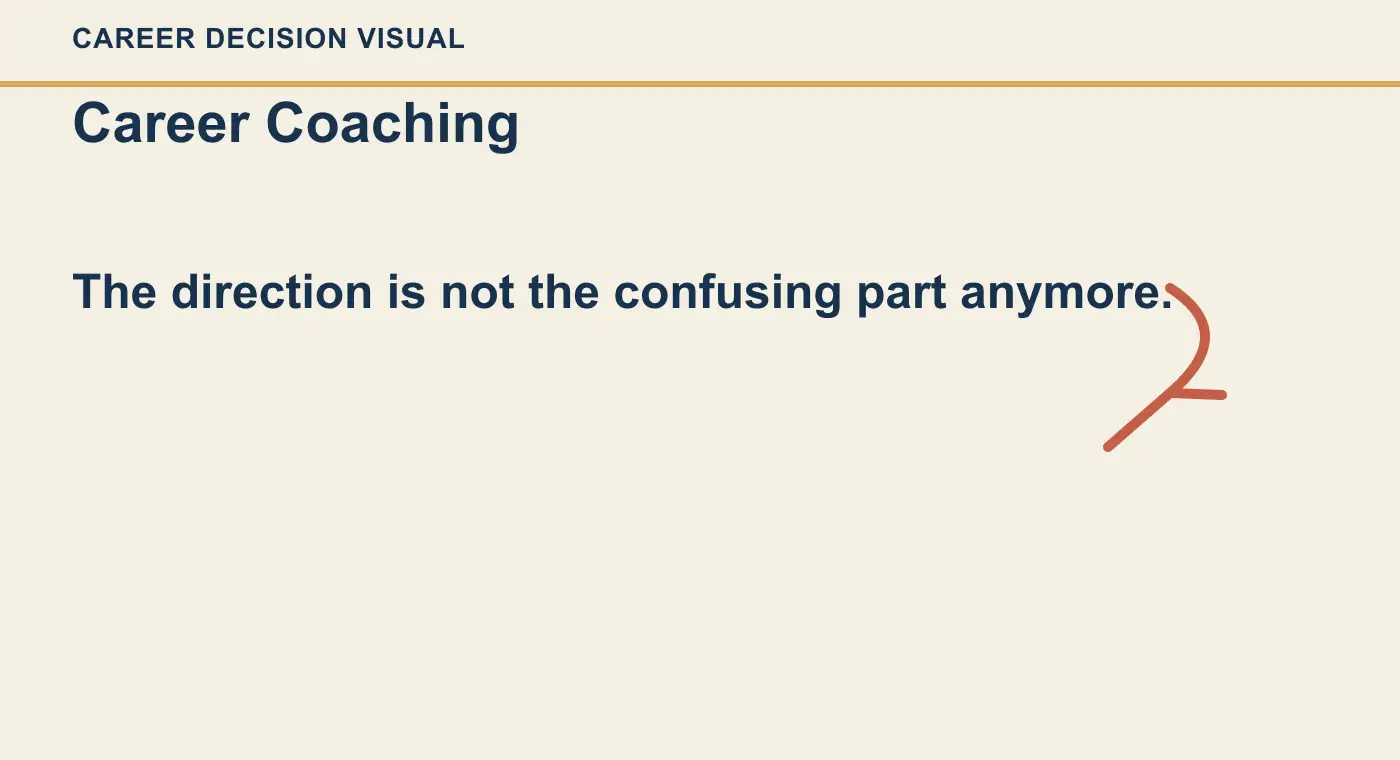 CAREER DECISION VISUAL
Career Coaching
The direction is not the confusing part anymore.